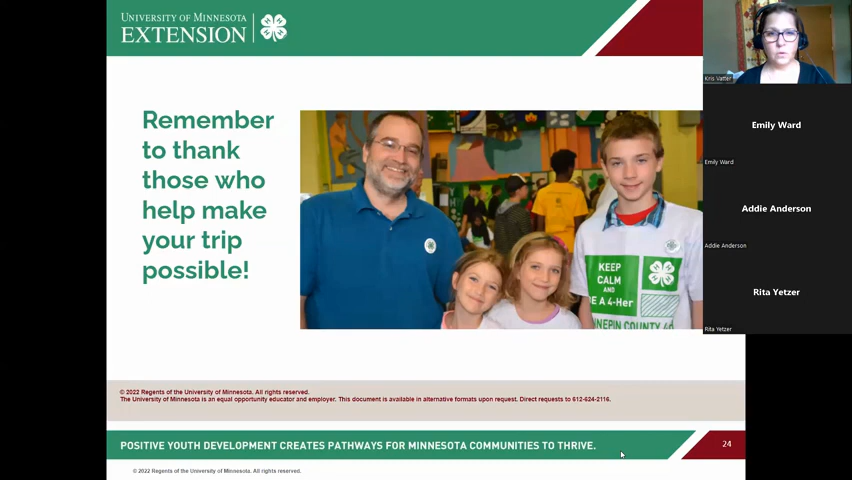 UNIVERSITY OF MINNESOTA
EXTENSION
Remember
to thank
those who
help make
your trip
possible!
KEEP
CALM
AND
BE A 4-Her
NNEPIN COUNTY 4
Kris Vatter
Emily Ward
Emily Ward
Addie Anderson
Addie Anderson
Rita Yetzer
Rita Yetzer
© 2022 Regents of the University of Minnesota. All rights reserved.
The University of Minnesota is an equal opportunity educator and employer. This document is available in alternative formats upon request. Direct requests to 612-624-2116.
POSITIVE YOUTH DEVELOPMENT CREATES PATHWAYS FOR MINNESOTA COMMUNITIES TO THRIVE.
24
© 2022 Regents of the University of Minnesota. All rights reserved.